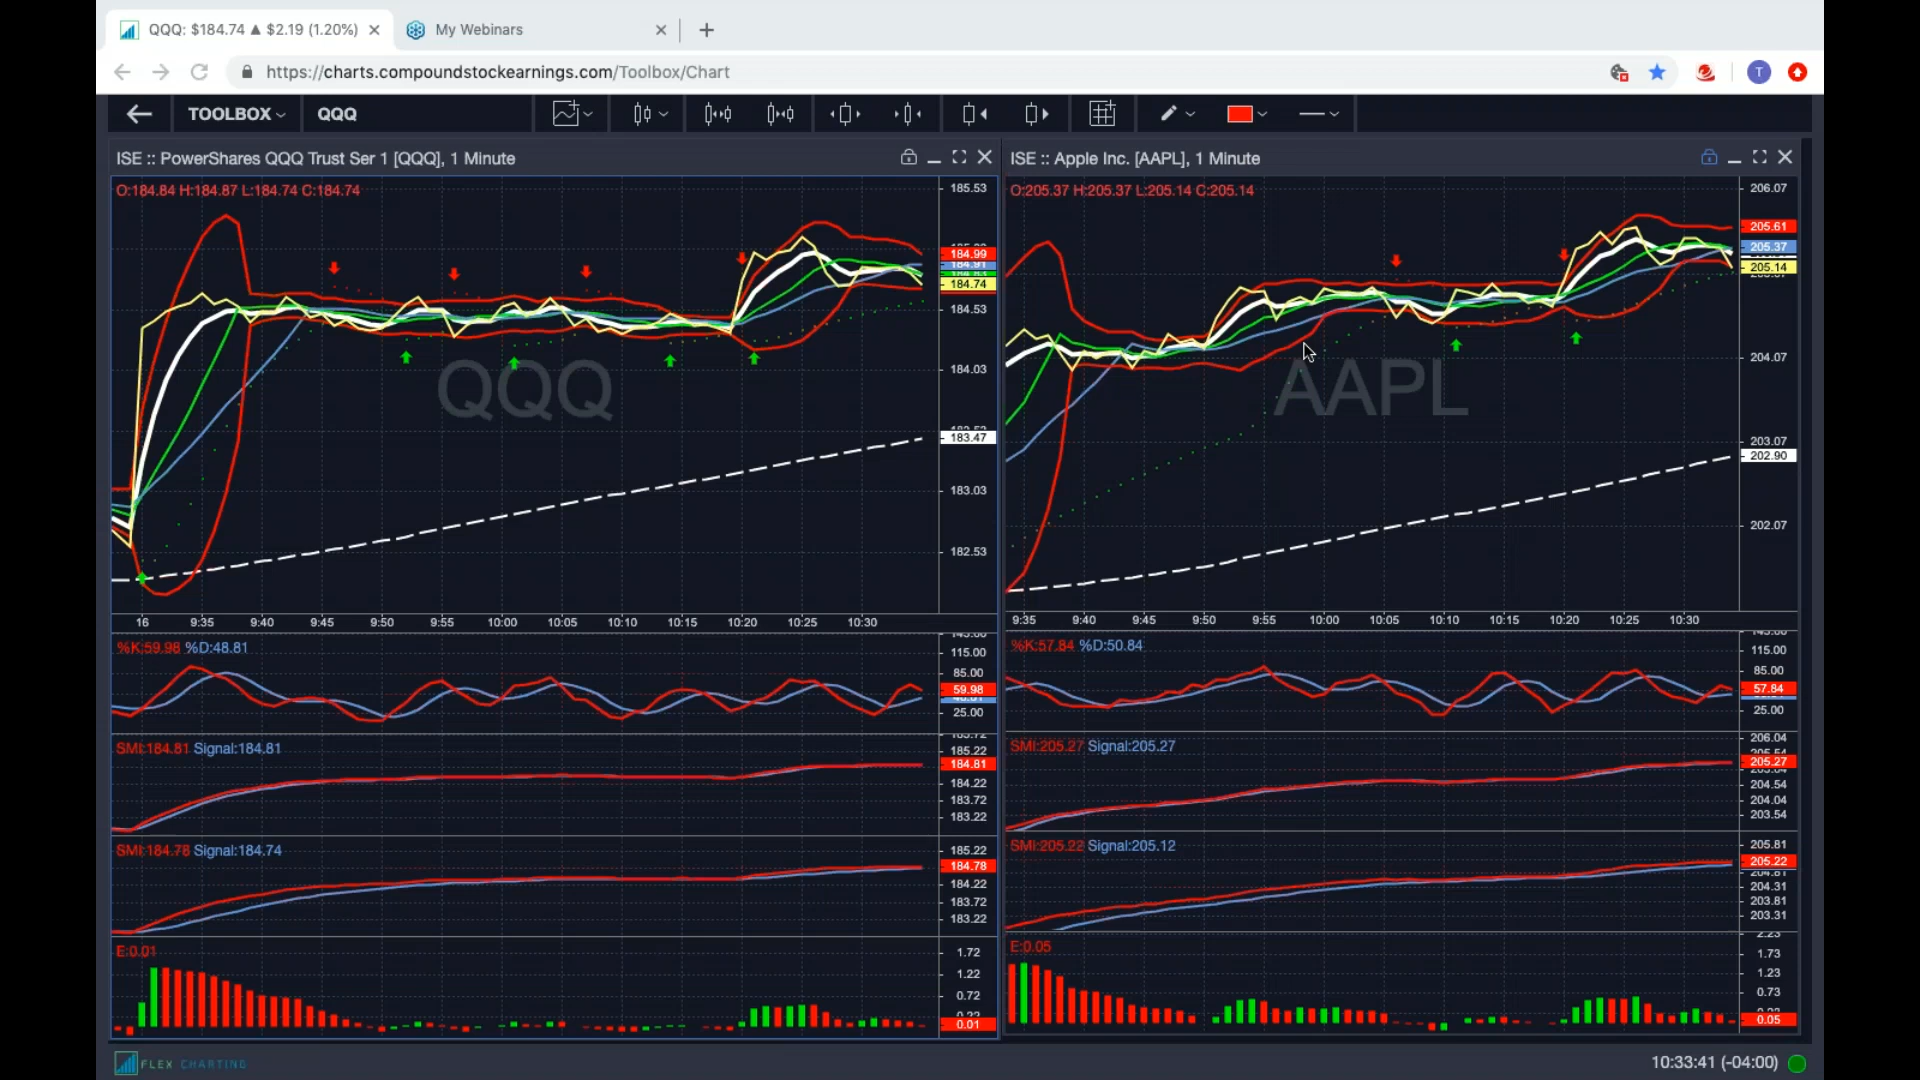 QQQ: $184.74 ▲ $2.19 (1.20%)
My Webinars
https://charts.compoundstockearnings.com/Toolbox/Chart
T
TOOLBOX
QQQ
ISE :: PowerShares QQQ Trust Ser 1 [QQQ], 1 Minute
O:184.84 H:184.87 L:184.74 C:184.74
QQQ
185.53
184.99
184.91
184.74
184.53
184.03
183.47
183.03
182.53
16 9:35 9:40 9:45 9:50 9:55 10:00 10:05 10:10 10:15 10:20 10:25 10:30
%K:59.98 %D:48.81
115.00
85.00
59.98
25.00
SMI:184.81 Signal:184.81
185.22
184.81
184.22
183.72
183.22
SMI:184.78 Signal:184.74
185.22
184.78
184.22
183.72
183.22
E:0.01
1.72
1.22
0.72
0.01
ISE :: Apple Inc. [AAPL], 1 Minute
O:205.37 H:205.37 L:205.14 C:205.14
AAPL
206.07
205.61
205.37
205.14
204.07
203.07
202.90
202.07
9:35 9:40 9:45 9:50 9:55 10:00 10:05 10:10 10:15 10:20 10:25 10:30
%K:57.84 %D:50.84
115.00
85.00
57.84
25.00
SMI:205.27 Signal:205.27
206.04
205.27
204.54
204.04
203.54
SMI:205.22 Signal:205.12
205.81
205.22
204.31
203.81
203.31
E:0.05
1.73
1.23
0.73
0.05
FLEX CHARTING
10:33:41 (-04:00)